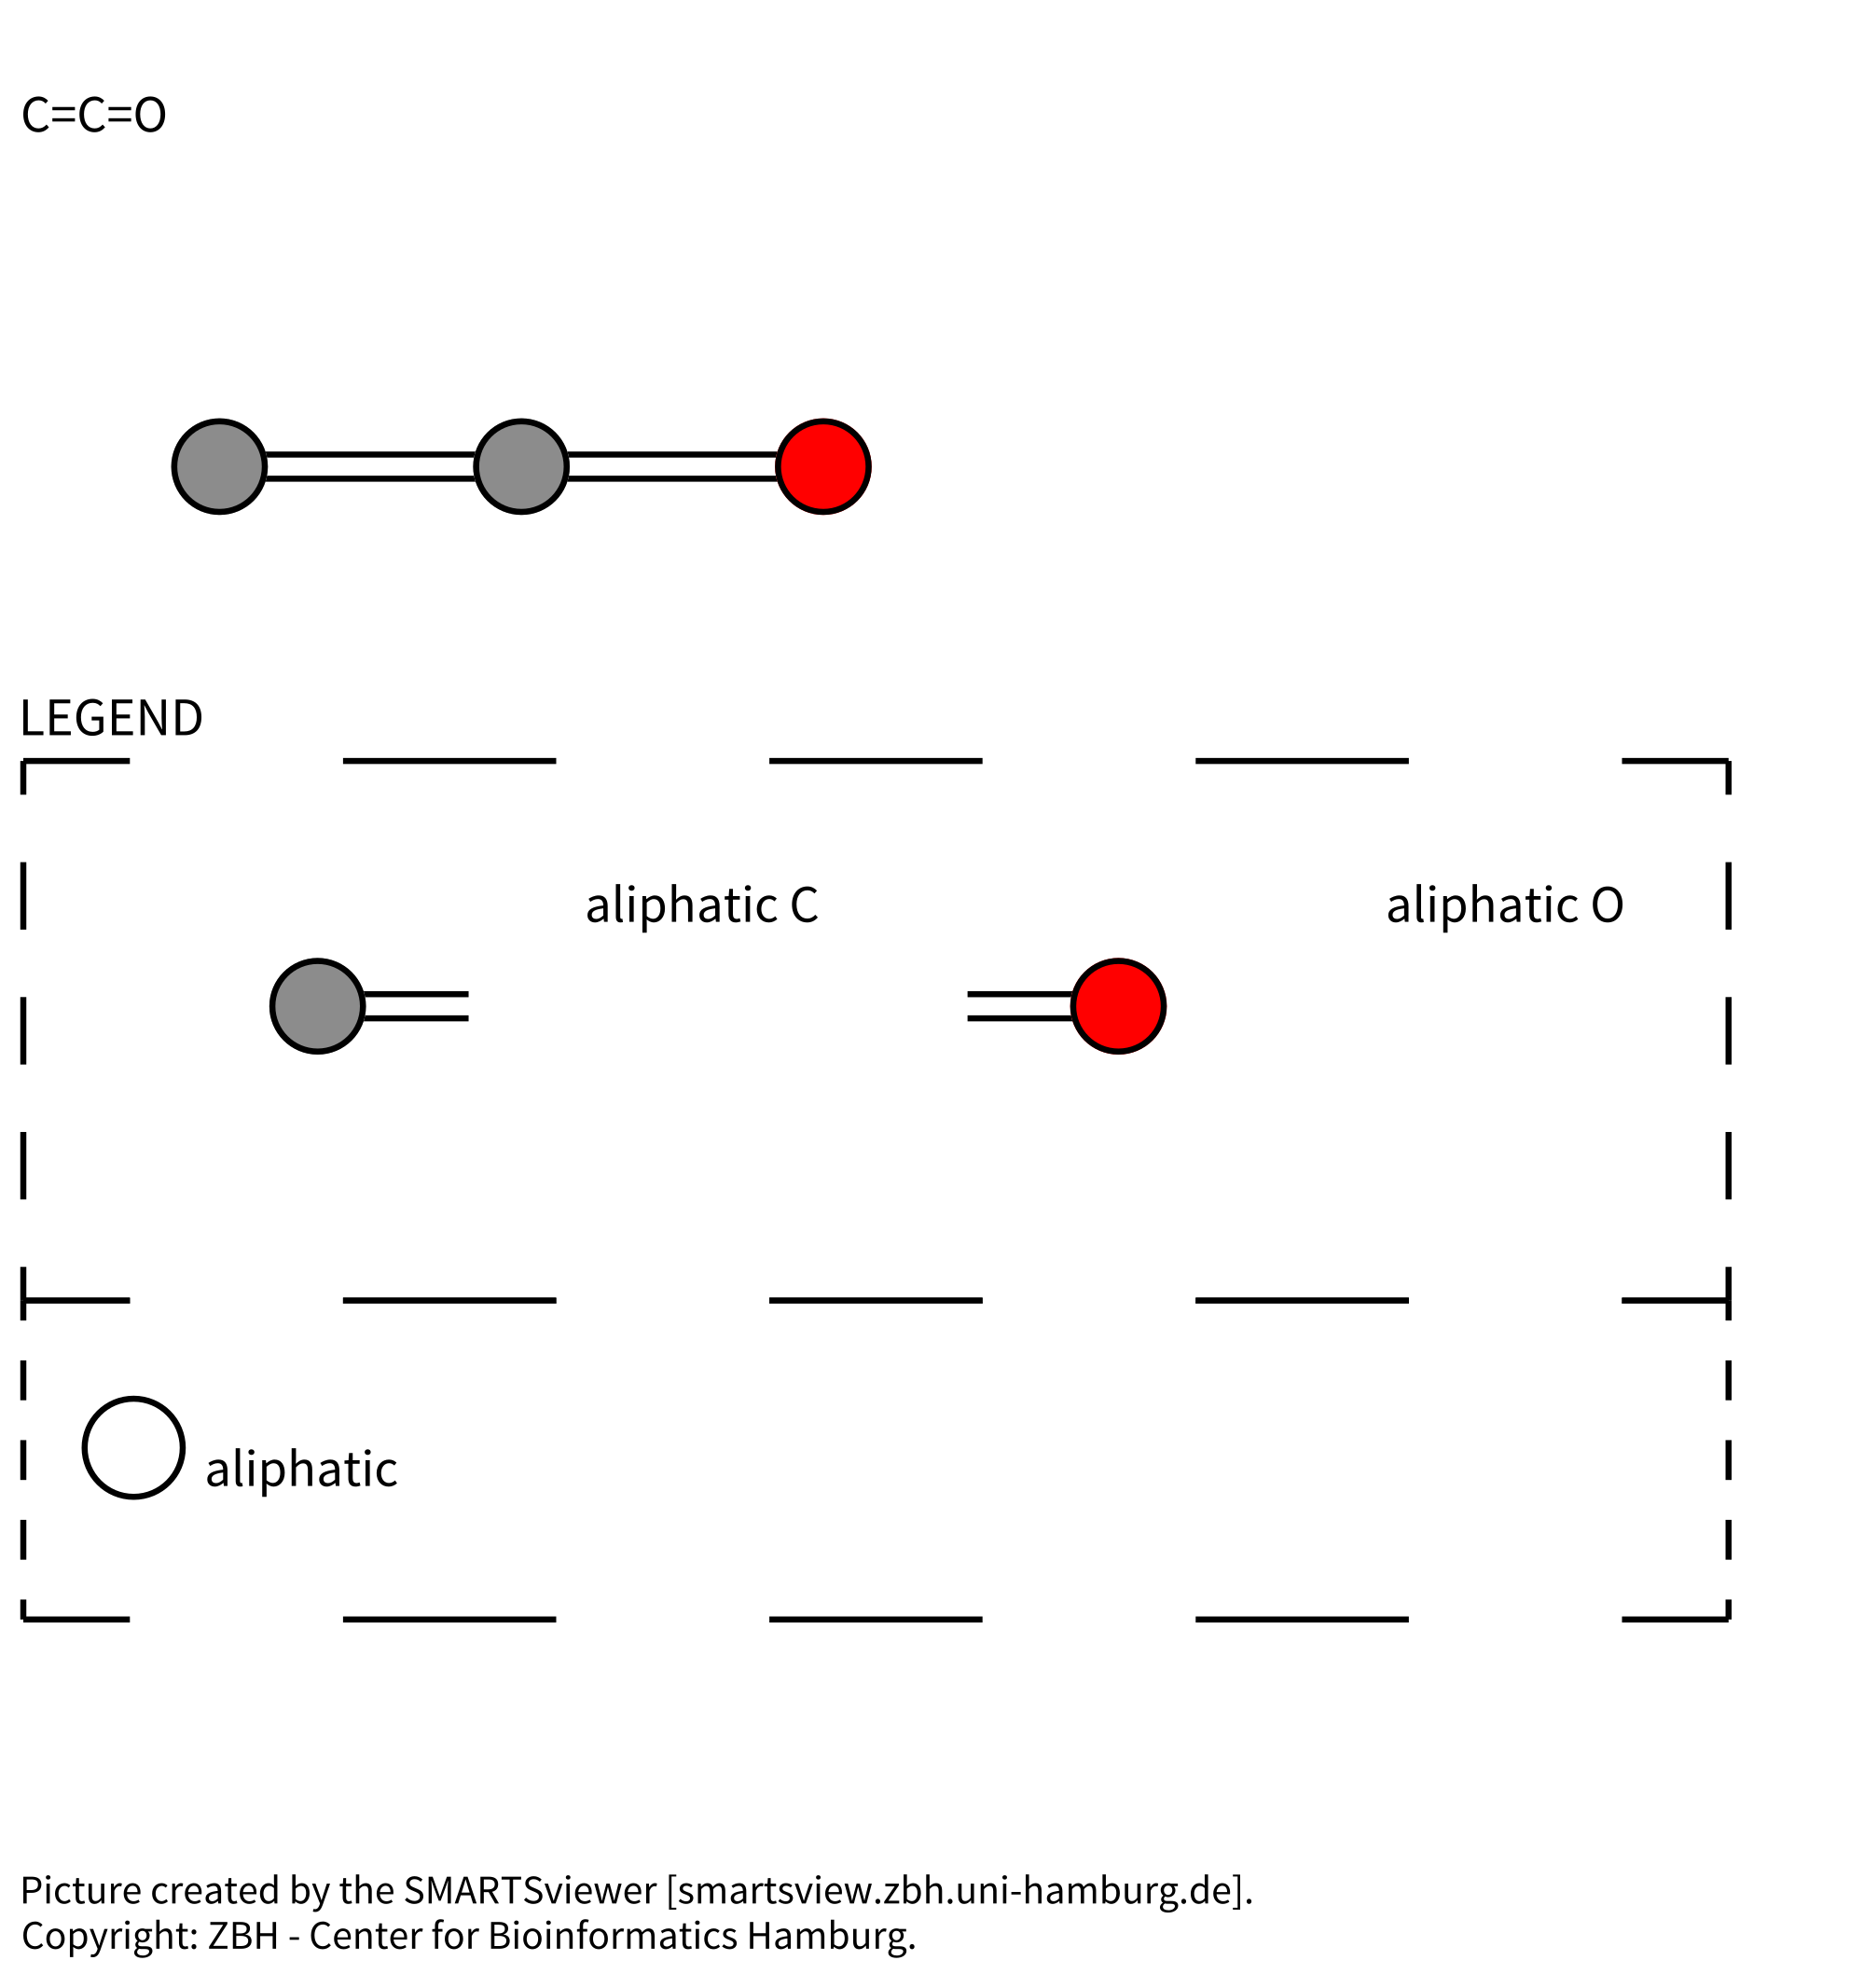 C=C=O
LEGEND
aliphatic C
aliphatic O
aliphatic
Picture created by the SMARTSviewer [smartsview.zbh.uni-hamburg.de].
Copyright: ZBH - Center for Bioinformatics Hamburg.